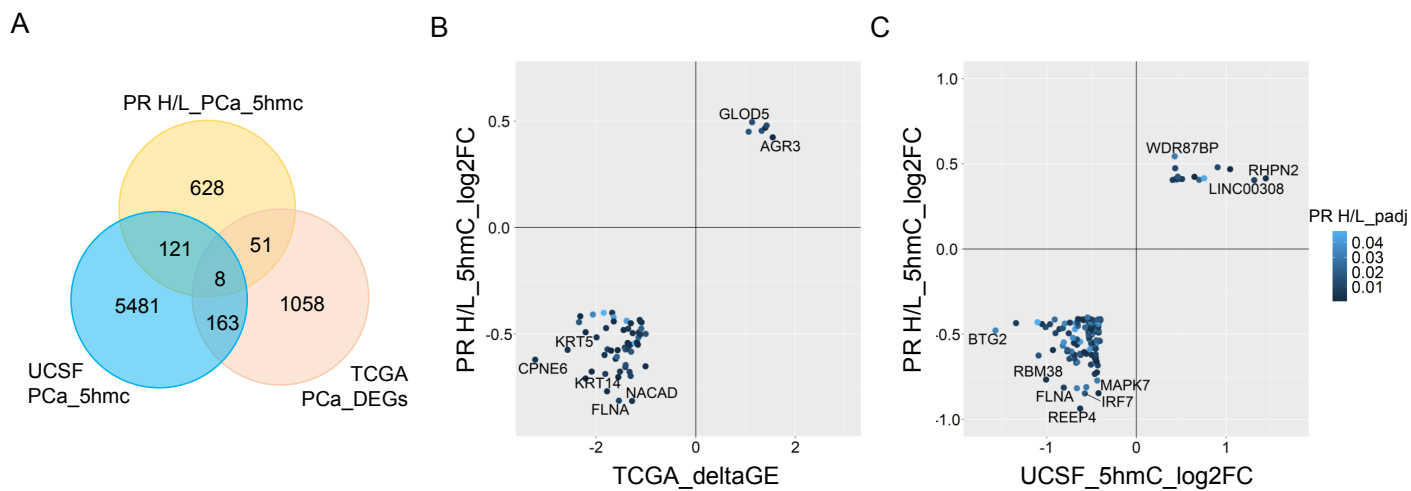 A
PR H/L_PCa_5hmc
628
121
51
8
5481
163
1058
UCSF
PCa_5hmc
TCGA
PCa_DEGs
B
PR H/L_5hmC_log2FC
0.5
0.0
-0.5
GLOD5
AGR3
KRT5
CPNE6
KRT14
NACAD
FLNA
-2
0
2
TCGA_deltaGE
C
PR H/L_5hmC_log2FC
1.0
0.5
0.0
-0.5
-1.0
WDR87BP
RHPN2
LINC00308
BTG2
RBM38
MAPK7
FLNA
IRF7
REEP4
-1
0
1
UCSF_5hmC_log2FC
PR H/L_padj
0.04
0.03
0.02
0.01